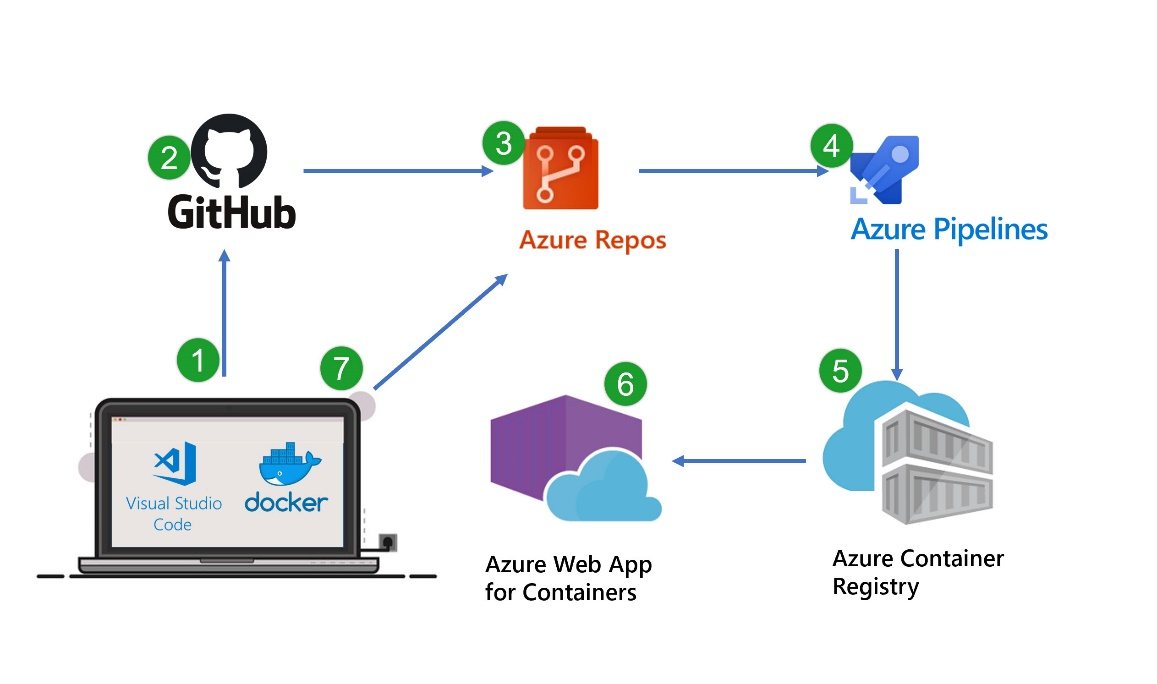 2
GitHub
3
Azure Repos
4
Azure Pipelines
1
7
Visual Studio
Code
docker
6
Azure Web App
for Containers
5
Azure Container
Registry